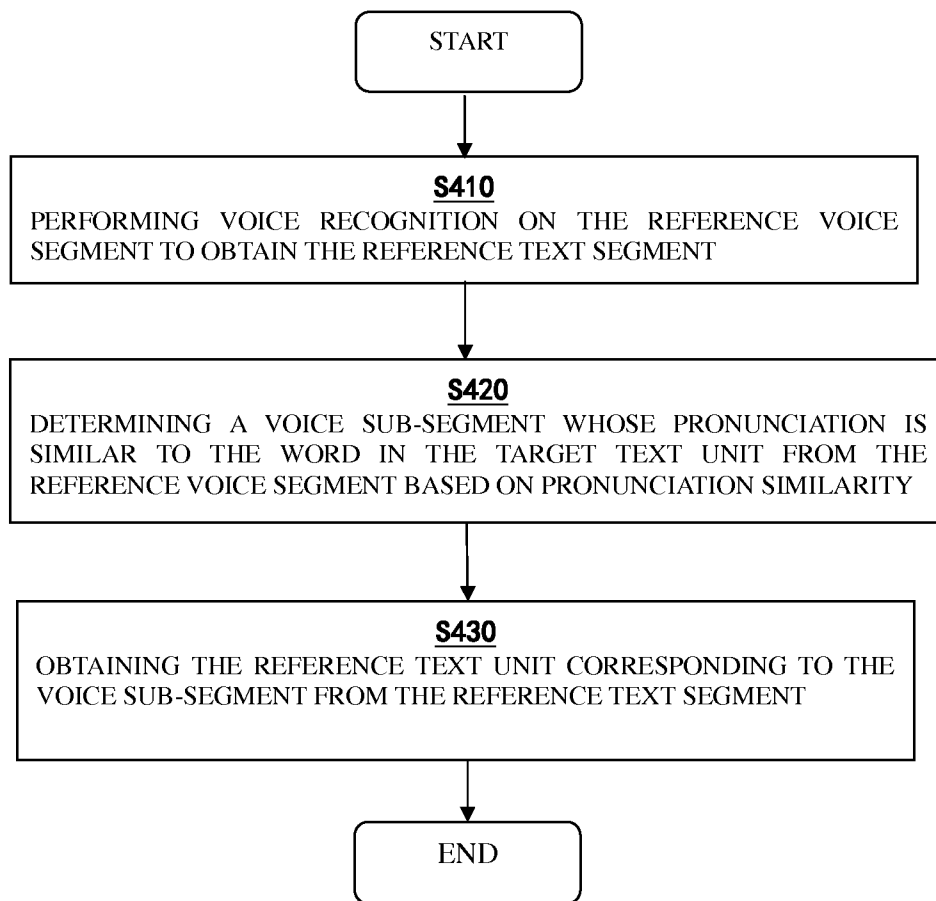 START
S410
PERFORMING VOICE RECOGNITION ON THE REFERENCE VOICE
SEGMENT TO OBTAIN THE REFERENCE TEXT SEGMENT
S420
DETERMINING A VOICE SUB-SEGMENT WHOSE PRONUNCIATION IS
SIMILAR TO THE WORD IN THE TARGET TEXT UNIT FROM THE
REFERENCE VOICE SEGMENT BASED ON PRONUNCIATION SIMILARITY
S430
OBTAINING THE REFERENCE TEXT UNIT CORRESPONDING TO THE
VOICE SUB-SEGMENT FROM THE REFERENCE TEXT SEGMENT
END